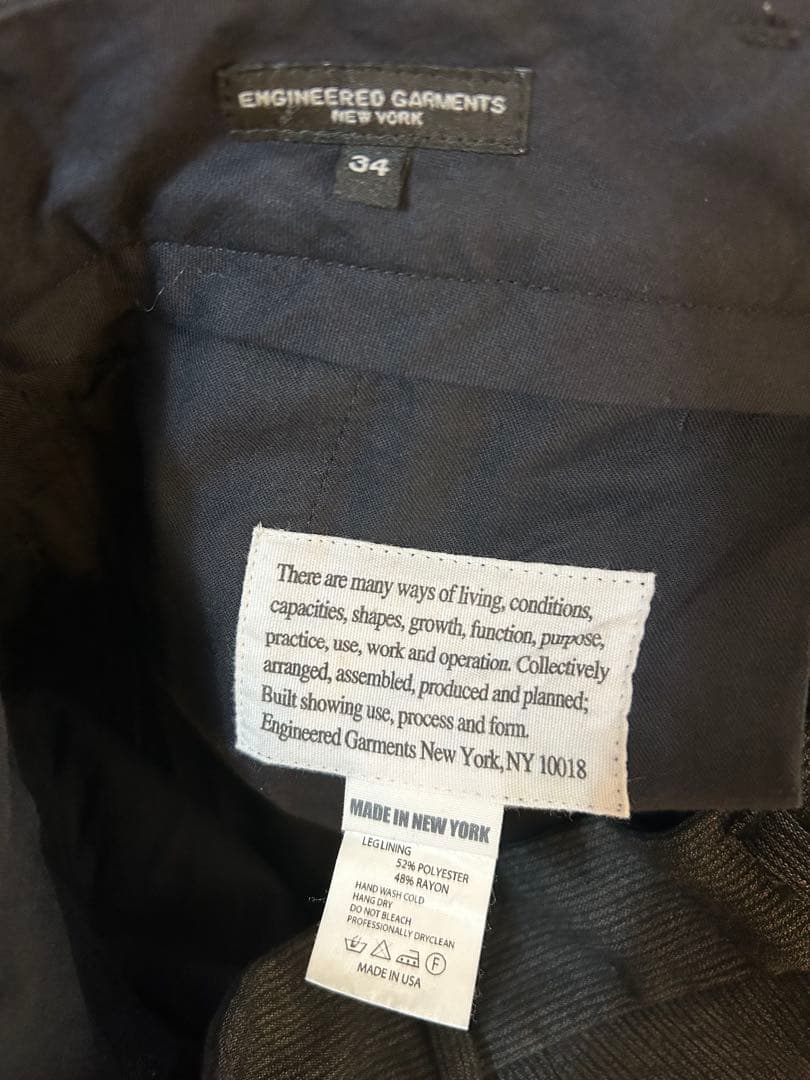 ENGINEERED GARMENTS
NEW YORK
34
There are many ways of living, conditions,
capacities, shapes, growth, function, purpose,
practice, use, work and operation. Collectively
arranged, assembled, produced and planned;
Built showing use, process and form.
Engineered Garments New York, NY 10018
MADE IN NEW YORK
LEGLINING
52% POLYESTER
48% RAYON
HAND WASH COLD
HANG DRY
DO NOT BLEACH
PROFESSIONALLY DRYCLEAN
F
MADE IN USA